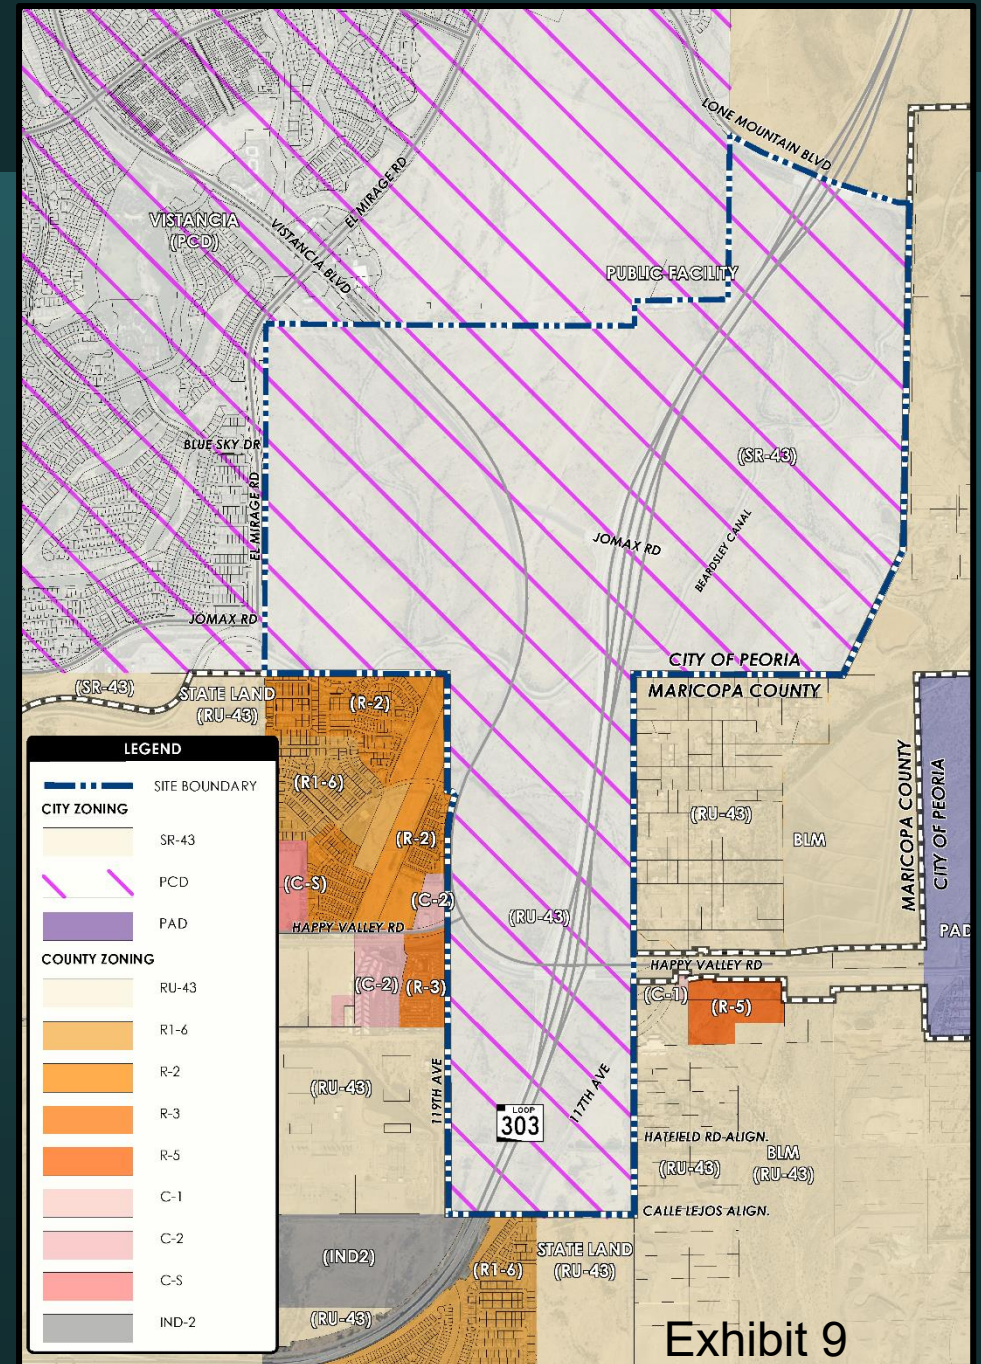 LONE MOUNTAIN BLVD
EL MIRAGE RD
VISTANCIA
(PCD)
VISTANCIA BLVD
PUBLIC FACILITY
BLUE SKY DR
(SR-43)
EL MIRAGE RD
JOMAX RD
BEARDSLEY CANAL
JOMAX RD
CITY OF PEORIA
MARICOPA COUNTY
(SR-43)
STATE LAND
(RU-43)
(R-2)
(R1-6)
(R-2)
(RU-43)
BLM
MARICOPA COUNTY
CITY OF PEORIA
(C-S)
(C-2)
(RU-43)
HAPPY VALLEY RD
PAD
HAPPY VALLEY RD
(C-2)
(R-3)
(C-1)
(R-5)
(RU-43)
119TH AVE
117TH AVE
LOOP
303
HATFIELD RD ALIGN.
BLM
(RU-43)
(RU-43)
CALLE LEJOS ALIGN.
(IND2)
(R1-6)
STATE LAND
(RU-43)
(RU-43)
LEGEND
SITE BOUNDARY
CITY ZONING
SR-43
PCD
PAD
COUNTY ZONING
RU-43
R1-6
R-2
R-3
R-5
C-1
C-2
C-S
IND-2
Exhibit 9